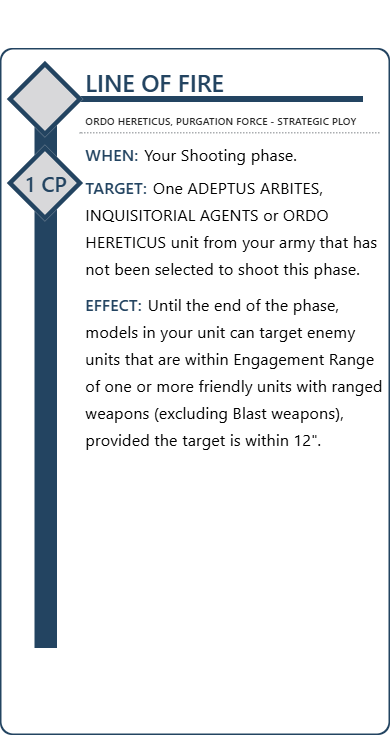 LINE OF FIRE
ORDO HERETICUS, PURGATION FORCE - STRATEGIC PLOY
WHEN: Your Shooting phase.
1 CP
TARGET: One ADEPTUS ARBITES,
INQUISITORIAL AGENTS or ORDO
HERETICUS unit from your army that has
not been selected to shoot this phase.
EFFECT: Until the end of the phase,
models in your unit can target enemy
units that are within Engagement Range
of one or more friendly units with ranged
weapons (excluding Blast weapons),
provided the target is within 12".